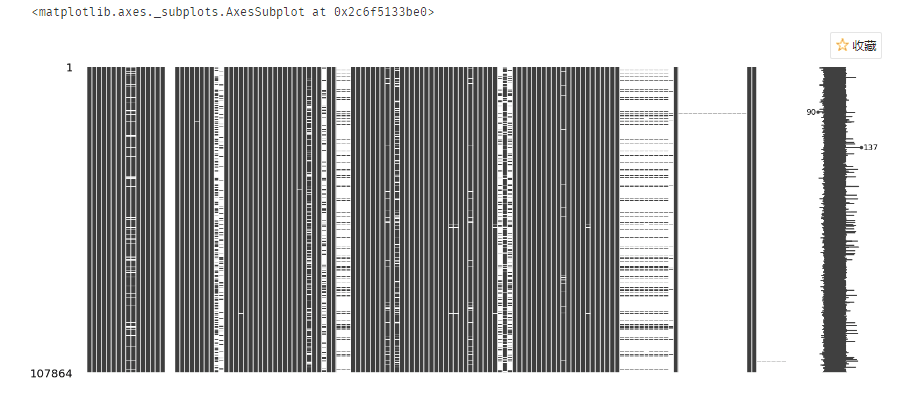 <matplotlib.axes._subplots.AxesSubplot at 0x2c6f5133be0>
收藏
1
90
137
107864